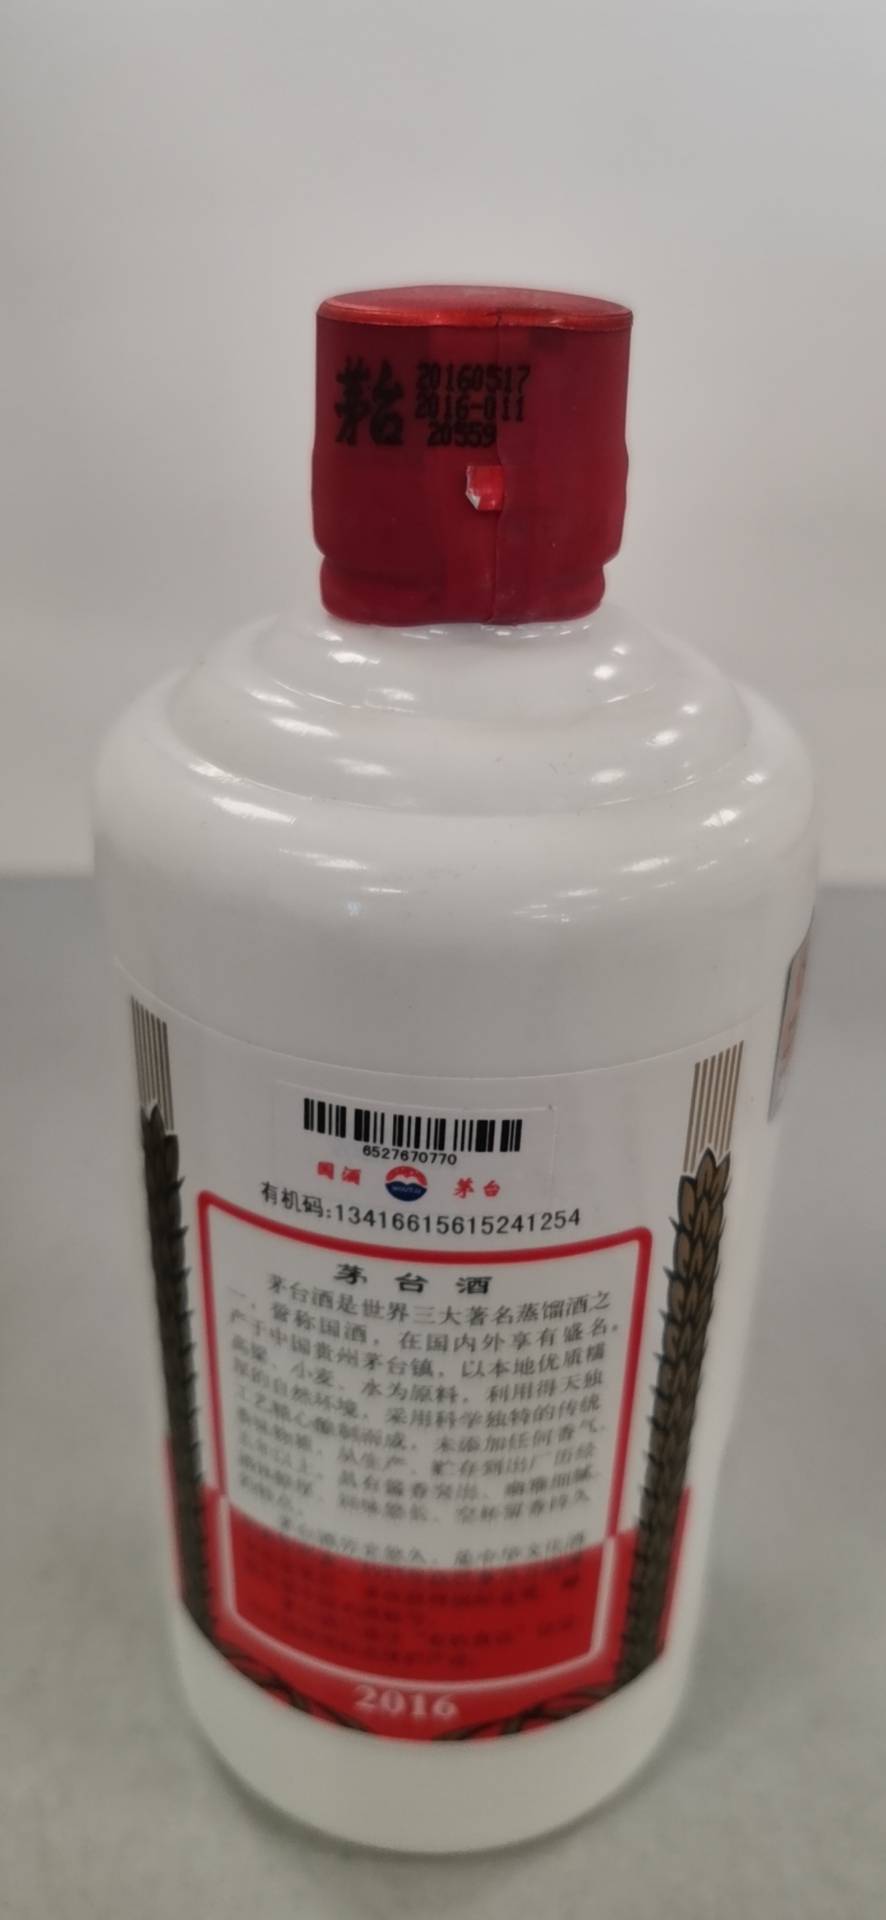 茅台
20160517
2016-011
20559
6527670770
国酒 MOUTAI 茅台
有机码:13416615615241254
茅台酒
茅台酒是世界三大著名蒸馏酒之
一，誉称国酒，在国内外享有盛名。
产于中国贵州茅台镇，以本地优质糯
高粱、小麦、水为原料，利用得天独
厚的自然环境，采用科学独特的传统
工艺精心酿制而成，未添加任何香气、
香味物质，从生产、贮存到出厂历经
五年以上，具有酱香突出、幽雅细腻、
酒体醇厚、回味悠长、空杯留香持久
的特点。
2016